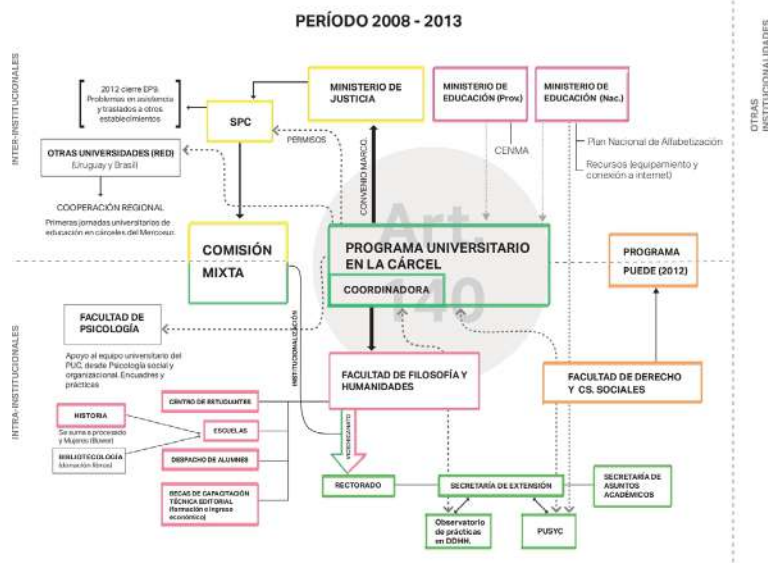 PERÍODO 2008 - 2013
INTER-INSTITUCIONALES
OTRAS
INSTITUCIONALIDADES
2012 cierre EP9.
Problemas en asistencia
y traslados a otros
establecimientos
SPC
MINISTERIO DE
JUSTICIA
MINISTERIO DE
EDUCACIÓN (Prov.)
MINISTERIO DE
EDUCACIÓN (Nac.)
PERMISOS
CONVENIO MARCO
CENMA
Plan Nacional de Alfabetización
Recursos (equipamiento y
conexión a internet)
OTRAS UNIVERSIDADES (RED)
(Uruguay y Brasil)
COOPERACIÓN REGIONAL
Primeras jornadas universitarios de
educación en cárceles del Mercosur.
COMISIÓN
MIXTA
Art.
140
PROGRAMA UNIVERSITARIO
EN LA CÁRCEL
COORDINADORA
PROGRAMA
PUEDE (2012)
INTRA-INSTITUCIONALES
FACULTAD DE
PSICOLOGÍA
Apoyo al equipo universitario del
PUC, desde Psicología social y
organizacional. Encuadres y
prácticas
INSTITUCIONALIZACIÓN
FACULTAD DE FILOSOFÍA Y
HUMANIDADES
FACULTAD DE DERECHO
Y CS. SOCIALES
CENTRO DE ESTUDIANTES
HISTORIA
Se suma a procesado
y Mujeres (Bower)
ESCUELAS
BIBLIOTECOLOGÍA
DESPACHO DE ALUMNES
BECAS DE CAPACITACIÓN
TÉCNICA EDITORIAL
(formación e ingreso
económico)
VICEDECANATO
RECTORADO
SECRETARÍA DE EXTENSIÓN
SECRETARÍA DE
ASUNTOS
ACADÉMICOS
Observatorio
de prácticas
en DDHH.
PUSYC